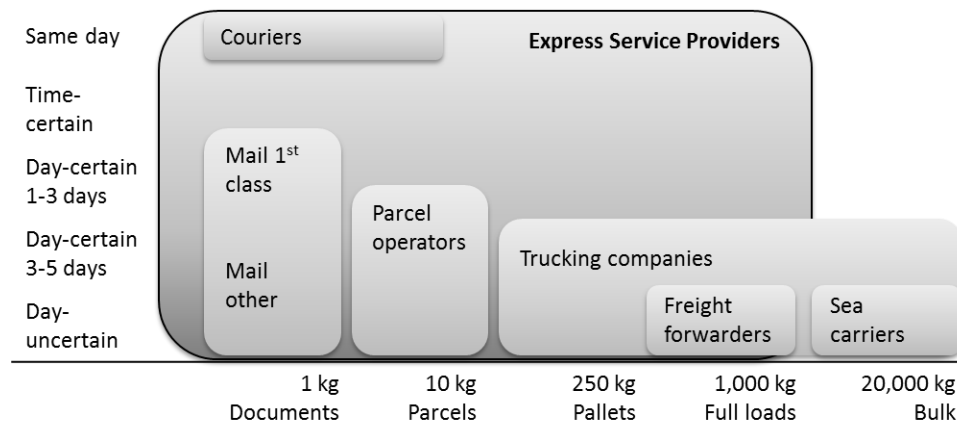 Same day
Couriers
Express Service Providers
Time-
certain
Mail 1st
class
Day-certain
1-3 days
Parcel
operators
Day-certain
3-5 days
Mail
other
Trucking companies
Day-
uncertain
Freight
forwarders
Sea
carriers
1 kg
Documents
10 kg
Parcels
250 kg
Pallets
1,000 kg
Full loads
20,000 kg
Bulk